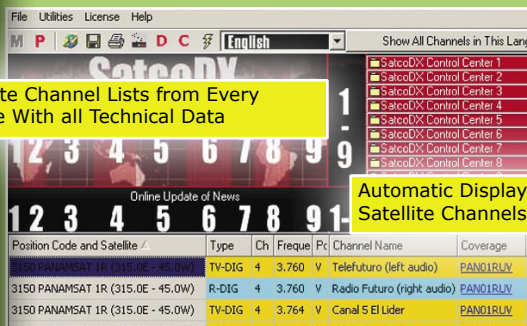 File Utilities License Help
M P D C English Show All Channels in This Lang
SatcoDX
te Channel Lists from Every
e With all Technical Data
SatcoDX Control Center 1
SatcoDX Control Center 2
SatcoDX Control Center 3
SatcoDX Control Center 4
SatcoDX Control Center 5
SatcoDX Control Center 6
SatcoDX Control Center 7
SatcoDX Control Center 8
1
-
9
1 2 3 4 5 6 7 8 9
Automatic Display
Satellite Channels
Online Update of News
1 2 3 4 5 6 7 8 9 1-
Position Code and Satellite Type Ch Freque Pc Channel Name Coverage
3150 PANAMSAT 1R (315.0E - 45.0W) TV-DIG 4 3.760 V Telefuturo (left audio) PAN01RUV
3150 PANAMSAT 1R (315.0E - 45.0W) R-DIG 4 3.760 V Radio Futuro (right audio) PAN01RUV
3150 PANAMSAT 1R (315.0E - 45.0W) TV-DIG 4 3.764 V Canal 5 El Lider PAN01RUV